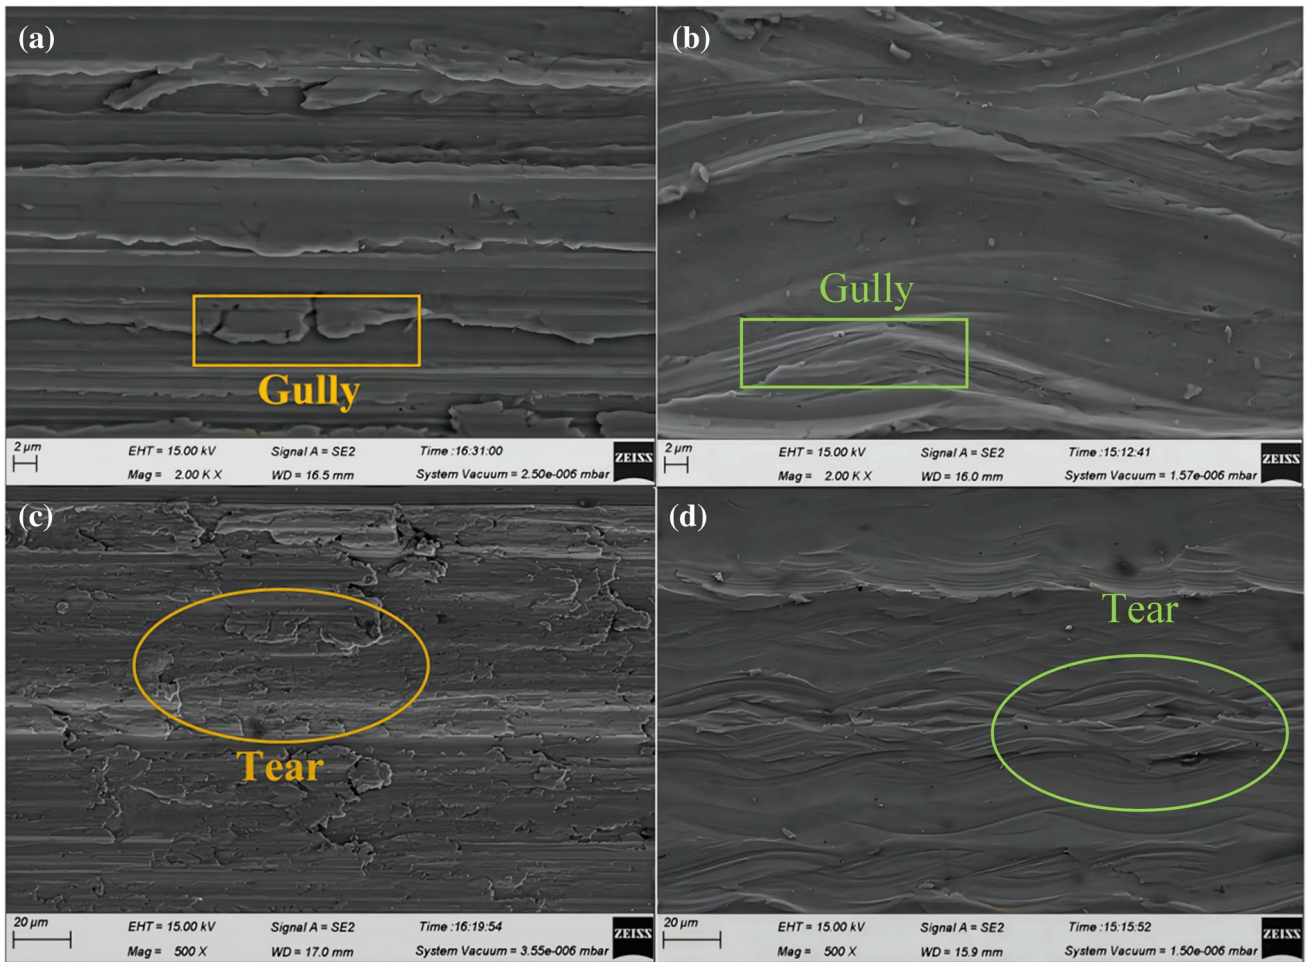 (a)
Gully
2 µm
EHT = 15.00 kV Signal A = SE2 Time :16:31:00
Mag = 2.00 K X WD = 16.5 mm System Vacuum = 2.50e-006 mbar
ZEISS
(b)
Gully
2 µm
EHT = 15.00 kV Signal A = SE2 Time :15:12:41
Mag = 2.00 K X WD = 16.0 mm System Vacuum = 1.57e-006 mbar
ZEISS
(c)
Tear
20 µm
EHT = 15.00 kV Signal A = SE2 Time :16:19:54
Mag = 500 X WD = 17.0 mm System Vacuum = 3.55e-006 mbar
ZEISS
(d)
Tear
20 µm
EHT = 15.00 kV Signal A = SE2 Time :15:15:52
Mag = 500 X WD = 15.9 mm System Vacuum = 1.50e-006 mbar
ZEISS